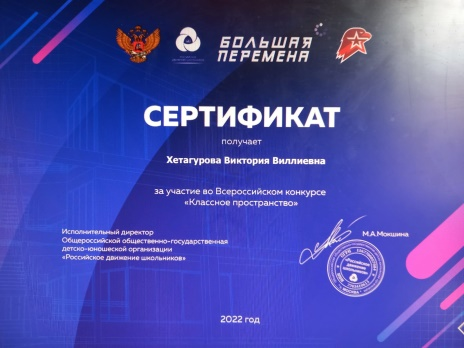 БОЛЬШАЯ
ПЕРЕМЕНА
СЕРТИФИКАТ
получает
Хетагурова Виктория Виллиевна
за участие во Всероссийском конкурсе
«Классное пространство»
Исполнительный директор
Общероссийской общественно-государственная
детско-юношеской организации
«Российское движение школьников»
М.А.Мокшина
2022 год